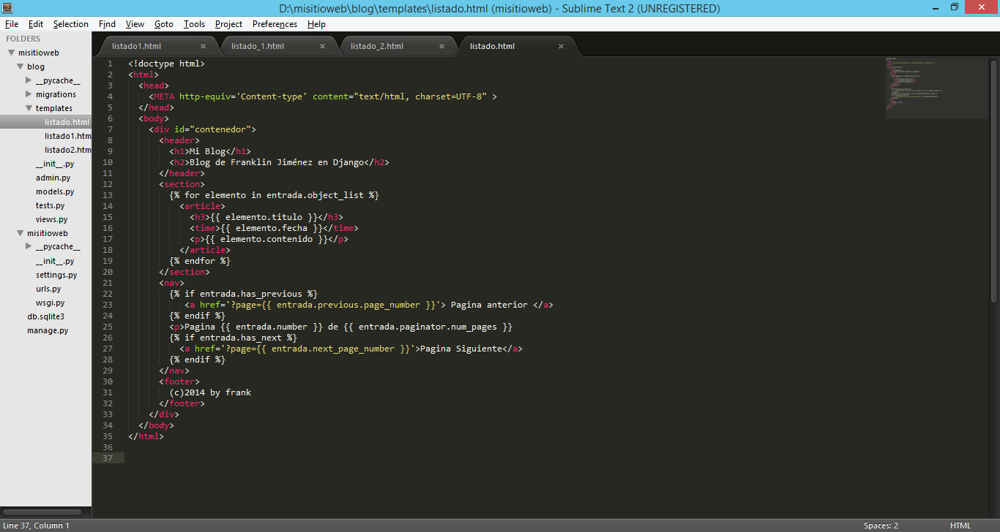 D:\misitioweb\blog\templates\listado.html (misitioweb) - Sublime Text 2 (UNREGISTERED)
File Edit Selection Find View Goto Tools Project Preferences Help
FOLDERS
misitioweb
blog
__pycache__
migrations
templates
listado.html
listado1.htm
listado2.htm
__init__.py
admin.py
models.py
tests.py
views.py
misitioweb
__pycache__
__init__.py
settings.py
urls.py
wsgi.py
db.sqlite3
manage.py
listado1.html × listado_1.html × listado_2.html × listado.html ×
1 <!doctype html>
2 <html>
3   <head>
4     <META http-equiv='Content-type' content="text/html, charset=UTF-8" >
5   </head>
6   <body>
7     <div id="contenedor">
8       <header>
9         <h1>Mi Blog</h1>
10         <h2>Blog de Franklin Jiménez en Django</h2>
11       </header>
12       <section>
13         {% for elemento in entrada.object_list %}
14           <article>
15             <h3>{{ elemento.titulo }}</h3>
16             <time>{{ elemento.fecha }}</time>
17             <p>{{ elemento.contenido }}</p>
18           </article>
19         {% endfor %}
20       </section>
21       <nav>
22         {% if entrada.has_previous %}
23            <a href='?page={{ entrada.previous.page_number }}'> Pagina anterior </a>
24         {% endif %}
25         <p>Pagina {{ entrada.number }} de {{ entrada.paginator.num_pages }}
26         {% if entrada.has_next %}
27           <a href='?page={{ entrada.next_page_number }}'>Pagina Siguiente</a>
28         {% endif %}
29       </nav>
30       <footer>
31         (c)2014 by frank
32       </footer>
33     </div>
34   </body>
35 </html>
36
37
Line 37, Column 1
Spaces: 2
HTML